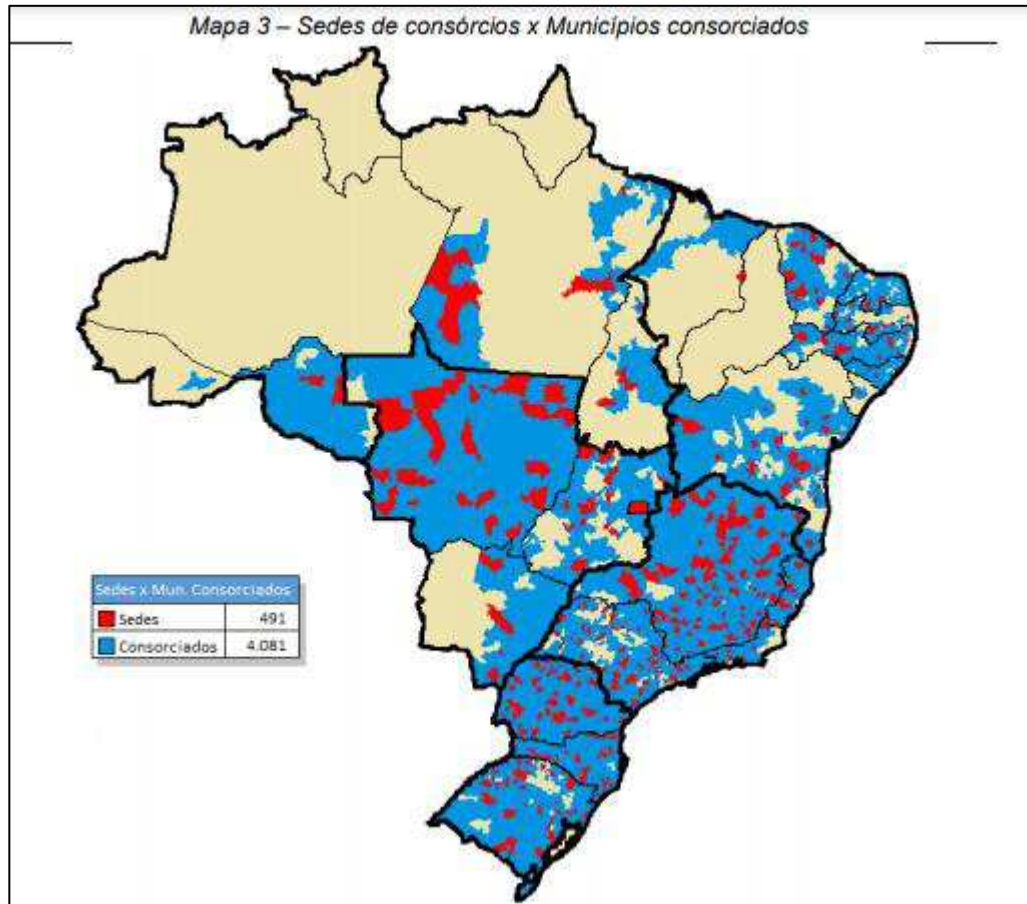 Mapa 3 – Sedes de consórcios x Municípios consorciados
Sedes x Mun. Consorciados
Sedes 491
Consorciados 4.081